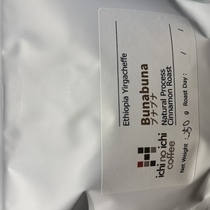 Ethiopia Yirgacheffe
Bunabuna
ブナブナ
Natural Process
Cinnamon Roast
ichi no ichi
coffee
Net Weight : 50 g Roast Day : / /